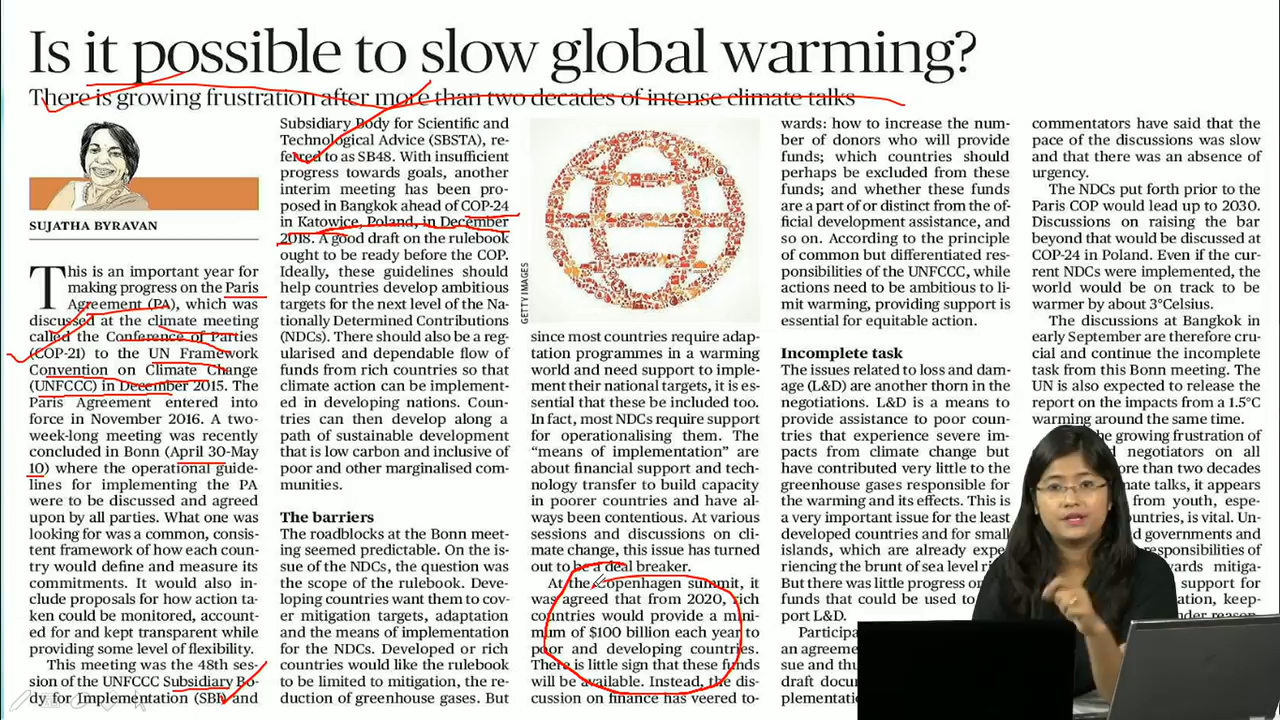 Is it possible to slow global warming?
There is growing frustration after more than two decades of intense climate talks
SUJATHA BYRAVAN
This is an important year for
making progress on the Paris
Agreement (PA), which was
discussed at the climate meeting
called the Conference of Parties
(COP-21) to the UN Framework
Convention on Climate Change
(UNFCCC) in December 2015. The
Paris Agreement entered into
force in November 2016. A two-
week-long meeting was recently
concluded in Bonn (April 30-May
10) where the operational guide-
lines for implementing the PA
were to be discussed and agreed
upon by all parties. What one was
looking for was a common, consis-
tent framework of how each coun-
try would define and measure its
commitments. It would also in-
clude proposals for how action ta-
ken could be monitored, account-
ed for and kept transparent while
providing some level of flexibility.
This meeting was the 48th ses-
sion of the UNFCCC Subsidiary Bo-
dy for Implementation (SBI) and
Subsidiary Body for Scientific and
Technological Advice (SBSTA), re-
ferred to as SB48. With insufficient
progress towards goals, another
interim meeting has been pro-
posed in Bangkok ahead of COP-24
in Katowice, Poland, in December
2018. A good draft on the rulebook
ought to be ready before the COP.
Ideally, these guidelines should
help countries develop ambitious
targets for the next level of the Na-
tionally Determined Contributions
(NDCs). There should also be a reg-
ularised and dependable flow of
funds from rich countries so that
climate action can be implement-
ed in developing nations. Coun-
tries can then develop along a
path of sustainable development
that is low carbon and inclusive of
poor and other marginalised com-
munities.
The barriers
The roadblocks at the Bonn meet-
ing seemed predictable. On the is-
sue of the NDCs, the question was
the scope of the rulebook. Deve-
loping countries want them to cov-
er mitigation targets, adaptation
and the means of implementation
for the NDCs. Developed or rich
countries would like the rulebook
to be limited to mitigation, the re-
duction of greenhouse gases. But
GETTY IMAGES
since most countries require adap-
tation programmes in a warming
world and need support to imple-
ment their national targets, it is es-
sential that these be included too.
In fact, most NDCs require support
for operationalising them. The
“means of implementation” are
about financial support and tech-
nology transfer to build capacity
in poorer countries and have al-
ways been contentious. At various
sessions and discussions on cli-
mate change, this issue has turned
out to be a deal breaker.
At the Copenhagen summit, it
was agreed that from 2020, rich
countries would provide a mini-
mum of $100 billion each year to
poor and developing countries.
There is little sign that these funds
will be available. Instead, the dis-
cussion on finance has veered to-
wards: how to increase the num-
ber of donors who will provide
funds; which countries should
perhaps be excluded from these
funds; and whether these funds
are a part of or distinct from the of-
ficial development assistance, and
so on. According to the principle
of common but differentiated res-
ponsibilities of the UNFCCC, while
actions need to be ambitious to li-
mit warming, providing support is
essential for equitable action.
Incomplete task
The issues related to loss and dam-
age (L&D) are another thorn in the
negotiations. L&D is a means to
provide assistance to poor coun-
tries that experience severe im-
pacts from climate change but
have contributed very little to the
greenhouse gases responsible for
the warming and its effects. This is
a very important issue for the least
developed countries and for small
islands, which are already expe
riencing the brunt of sea level ri
But there was little progress on
funds that could be used to
port L&D.
Particip
an agreeme
sue and thu
draft docu
plementati
commentators have said that the
pace of the discussions was slow
and that there was an absence of
urgency.
The NDCs put forth prior to the
Paris COP would lead up to 2030.
Discussions on raising the bar
beyond that would be discussed at
COP-24 in Poland. Even if the cur-
rent NDCs were implemented, the
world would be on track to be
warmer by about 3°Celsius.
The discussions at Bangkok in
early September are therefore cru-
cial and continue the incomplete
task from this Bonn meeting. The
UN is also expected to release the
report on the impacts from a 1.5°C
warming around the same time.
he growing frustration of
negotiators on all
ore than two decades
mate talks, it appears
from youth, espe-
ountries, is vital. Un-
d governments and
responsibilities of
wards mitiga-
support for
tion, keep-
nder reason